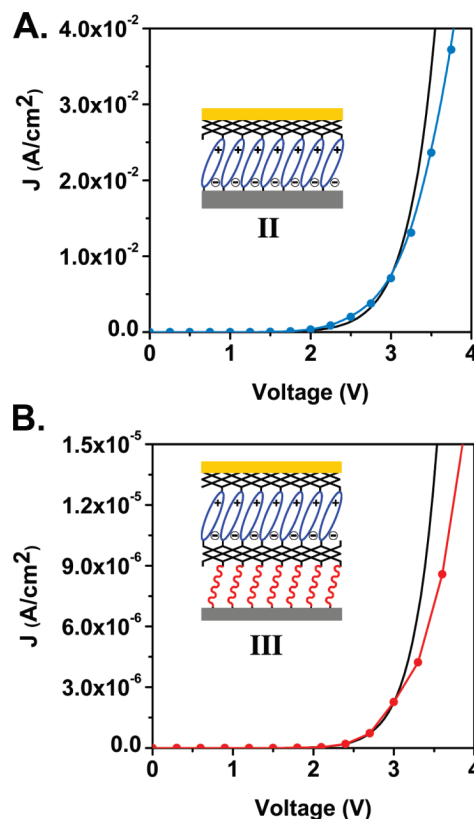 A.
J (A/cm²)
4.0x10⁻²
3.0x10⁻²
2.0x10⁻²
1.0x10⁻²
0.0
+ + + + + + +
− − − − − − −
II
0 1 2 3 4
Voltage (V)
B.
J (A/cm²)
1.5x10⁻⁵
1.2x10⁻⁵
9.0x10⁻⁶
6.0x10⁻⁶
3.0x10⁻⁶
0.0
+ + + + + + +
− − − − − − −
III
0 1 2 3 4
Voltage (V)